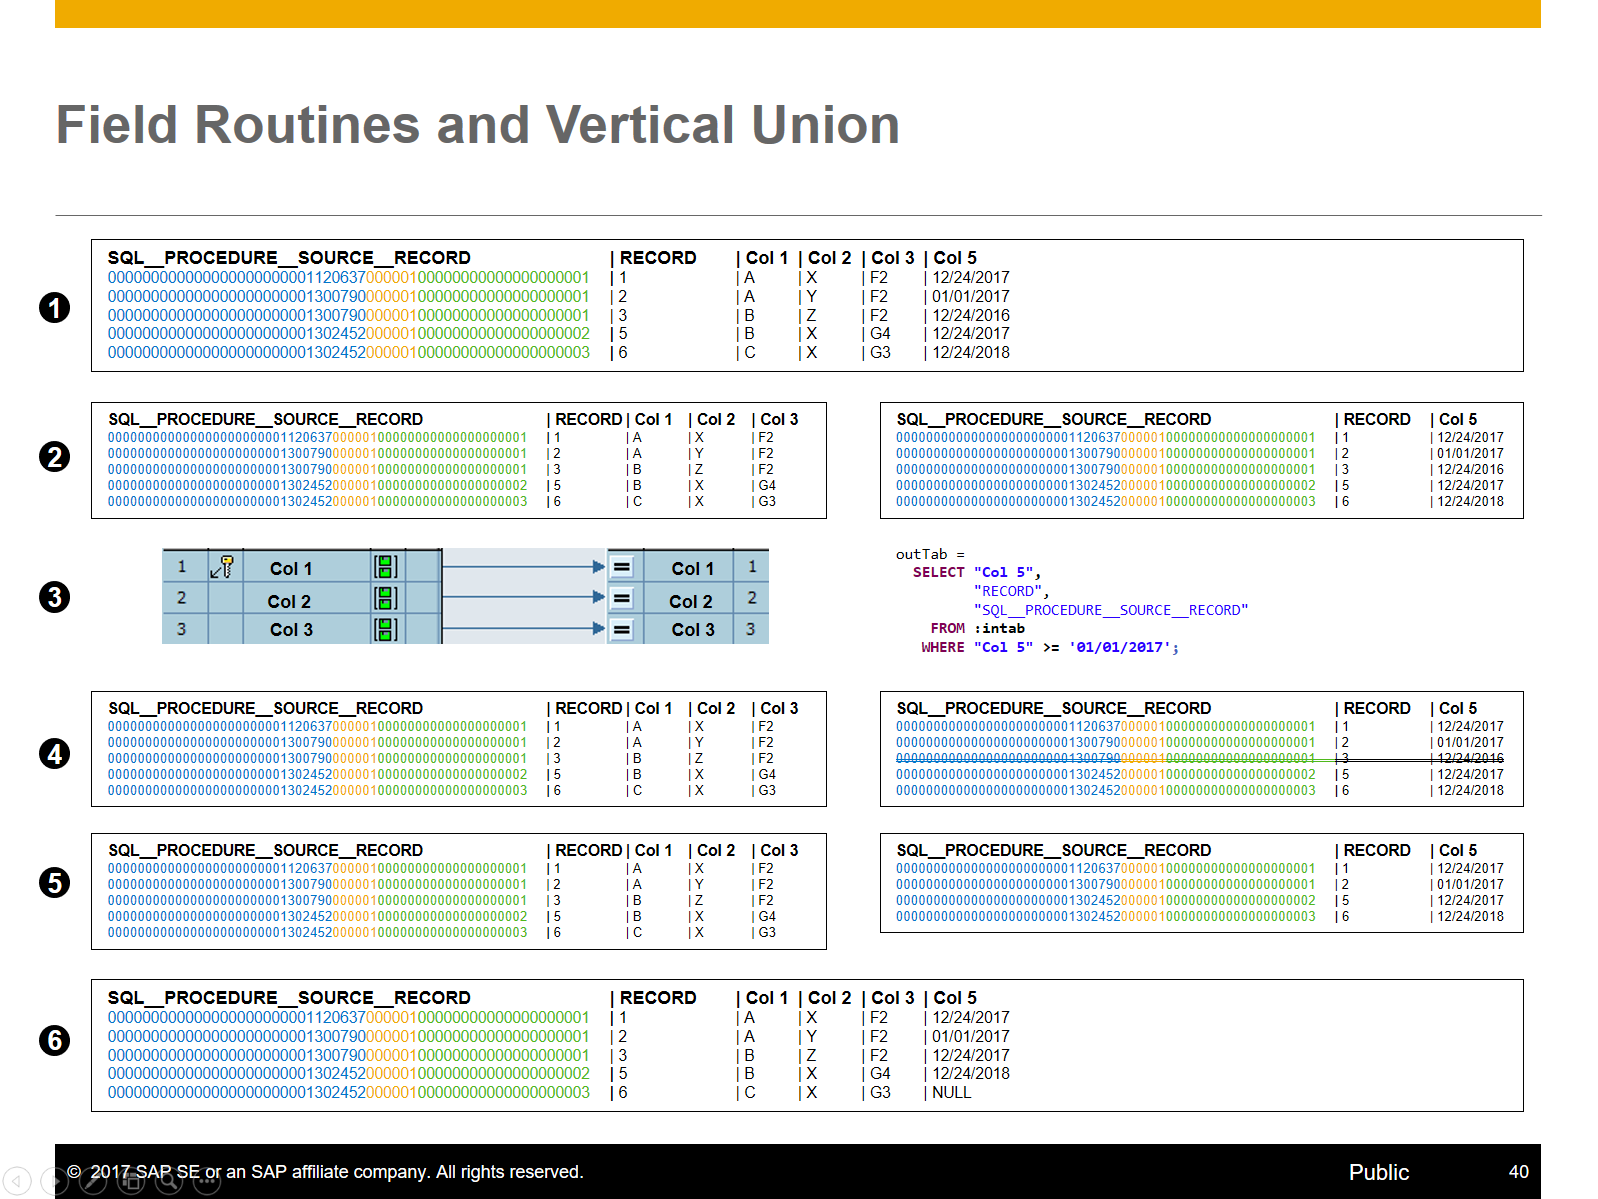 Field Routines and Vertical Union
1
SQL__PROCEDURE__SOURCE__RECORD | RECORD | Col 1 | Col 2 | Col 3 | Col 5
00000000000000000000000112063700000100000000000000000001 | 1 | A | X | F2 | 12/24/2017
00000000000000000000000130079000000100000000000000000001 | 2 | A | Y | F2 | 01/01/2017
00000000000000000000000130079000000100000000000000000001 | 3 | B | Z | F2 | 12/24/2016
00000000000000000000000130245200000100000000000000000002 | 5 | B | X | G4 | 12/24/2017
00000000000000000000000130245200000100000000000000000003 | 6 | C | X | G3 | 12/24/2018
2
SQL__PROCEDURE__SOURCE__RECORD | RECORD | Col 1 | Col 2 | Col 3
00000000000000000000000112063700000100000000000000000001 | 1 | A | X | F2
00000000000000000000000130079000000100000000000000000001 | 2 | A | Y | F2
00000000000000000000000130079000000100000000000000000001 | 3 | B | Z | F2
00000000000000000000000130245200000100000000000000000002 | 5 | B | X | G4
00000000000000000000000130245200000100000000000000000003 | 6 | C | X | G3
SQL__PROCEDURE__SOURCE__RECORD | RECORD | Col 5
00000000000000000000000112063700000100000000000000000001 | 1 | 12/24/2017
00000000000000000000000130079000000100000000000000000001 | 2 | 01/01/2017
00000000000000000000000130079000000100000000000000000001 | 3 | 12/24/2016
00000000000000000000000130245200000100000000000000000002 | 5 | 12/24/2017
00000000000000000000000130245200000100000000000000000003 | 6 | 12/24/2018
3
1 Col 1 = Col 1 1
2 Col 2 = Col 2 2
3 Col 3 = Col 3 3
outTab =
SELECT "Col 5",
"RECORD",
"SQL__PROCEDURE__SOURCE__RECORD"
FROM :intab
WHERE "Col 5" >= '01/01/2017';
4
SQL__PROCEDURE__SOURCE__RECORD | RECORD | Col 1 | Col 2 | Col 3
00000000000000000000000112063700000100000000000000000001 | 1 | A | X | F2
00000000000000000000000130079000000100000000000000000001 | 2 | A | Y | F2
00000000000000000000000130079000000100000000000000000001 | 3 | B | Z | F2
00000000000000000000000130245200000100000000000000000002 | 5 | B | X | G4
00000000000000000000000130245200000100000000000000000003 | 6 | C | X | G3
SQL__PROCEDURE__SOURCE__RECORD | RECORD | Col 5
00000000000000000000000112063700000100000000000000000001 | 1 | 12/24/2017
00000000000000000000000130079000000100000000000000000001 | 2 | 01/01/2017
00000000000000000000000130079000000100000000000000000001 | 3 | 12/24/2016
00000000000000000000000130245200000100000000000000000002 | 5 | 12/24/2017
00000000000000000000000130245200000100000000000000000003 | 6 | 12/24/2018
5
SQL__PROCEDURE__SOURCE__RECORD | RECORD | Col 1 | Col 2 | Col 3
00000000000000000000000112063700000100000000000000000001 | 1 | A | X | F2
00000000000000000000000130079000000100000000000000000001 | 2 | A | Y | F2
00000000000000000000000130079000000100000000000000000001 | 3 | B | Z | F2
00000000000000000000000130245200000100000000000000000002 | 5 | B | X | G4
00000000000000000000000130245200000100000000000000000003 | 6 | C | X | G3
SQL__PROCEDURE__SOURCE__RECORD | RECORD | Col 5
00000000000000000000000112063700000100000000000000000001 | 1 | 12/24/2017
00000000000000000000000130079000000100000000000000000001 | 2 | 01/01/2017
00000000000000000000000130245200000100000000000000000002 | 5 | 12/24/2017
00000000000000000000000130245200000100000000000000000003 | 6 | 12/24/2018
6
SQL__PROCEDURE__SOURCE__RECORD | RECORD | Col 1 | Col 2 | Col 3 | Col 5
00000000000000000000000112063700000100000000000000000001 | 1 | A | X | F2 | 12/24/2017
00000000000000000000000130079000000100000000000000000001 | 2 | A | Y | F2 | 01/01/2017
00000000000000000000000130079000000100000000000000000001 | 3 | B | Z | F2 | 12/24/2017
00000000000000000000000130245200000100000000000000000002 | 5 | B | X | G4 | 12/24/2018
00000000000000000000000130245200000100000000000000000003 | 6 | C | X | G3 | NULL
© 2017 SAP SE or an SAP affiliate company. All rights reserved. Public 40